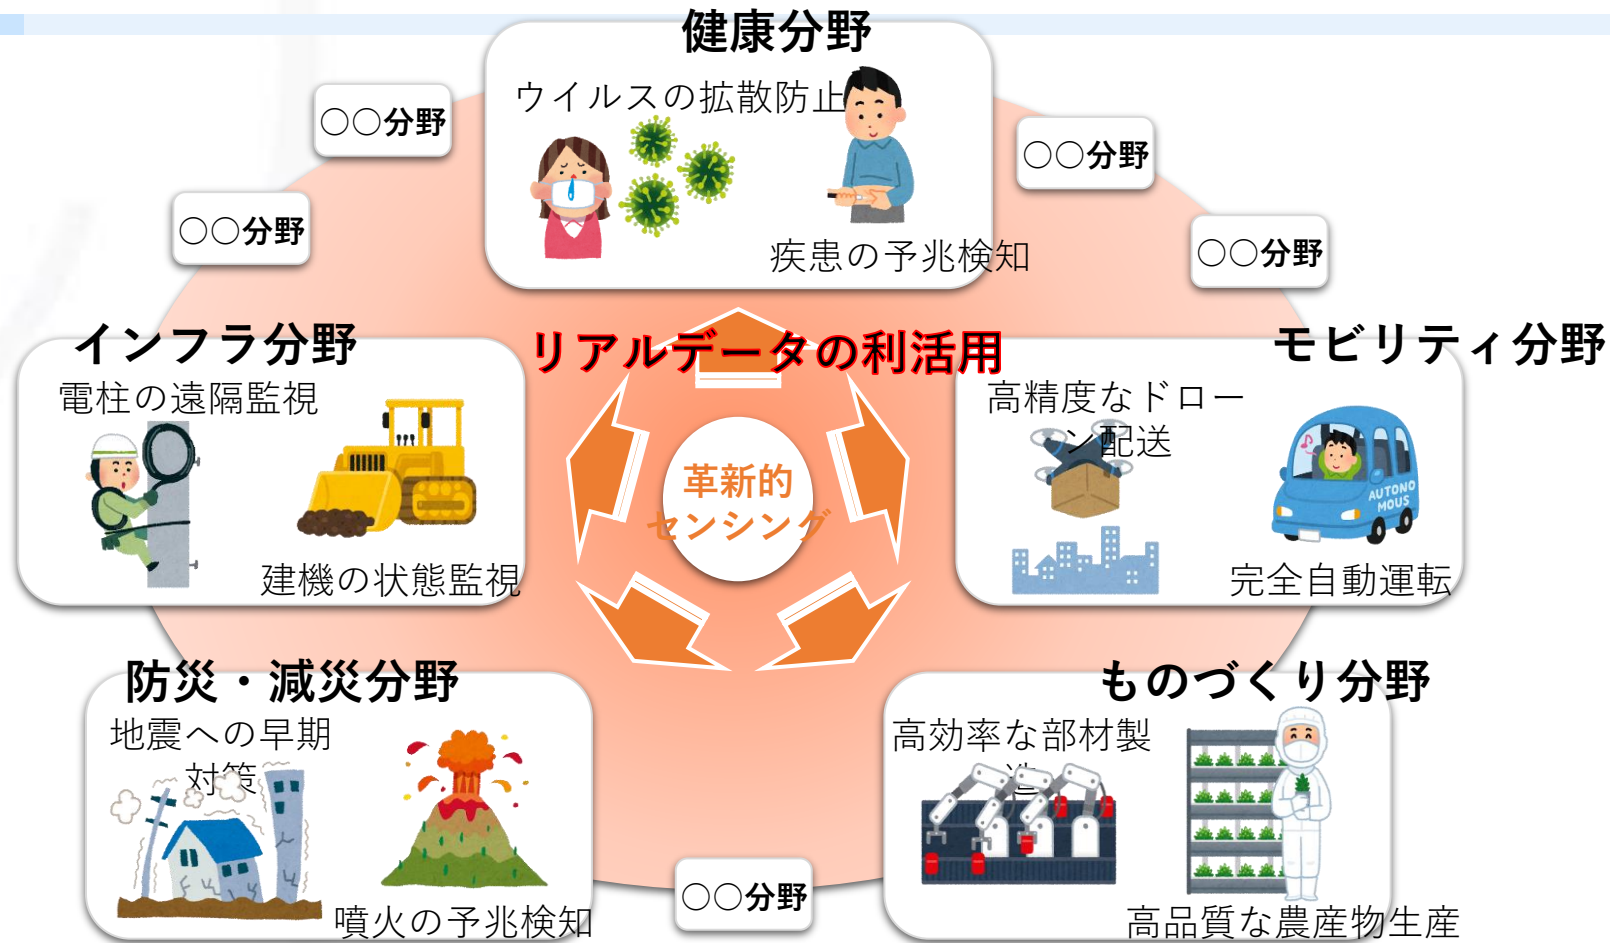 健康分野
ウイルスの拡散防止
疾患の予兆検知
○○分野
○○分野
○○分野
○○分野
リアルデータの利活用
革新的
センシング
インフラ分野
電柱の遠隔監視
建機の状態監視
モビリティ分野
高精度なドロー
ン配送
AUTONO
MOUS
完全自動運転
防災・減災分野
地震への早期
対策
噴火の予兆検知
ものづくり分野
高効率な部材製
造
高品質な農産物生産
○○分野